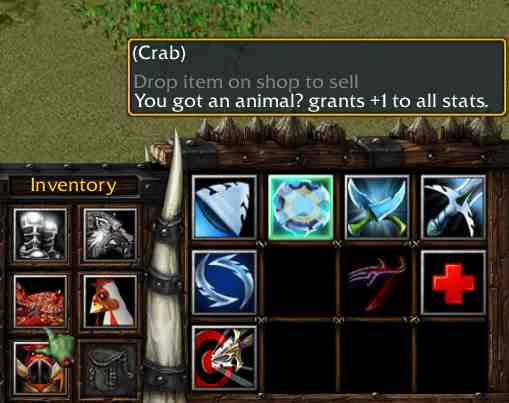 (Crab)
Drop item on shop to sell
You got an animal? grants +1 to all stats.
Inventory